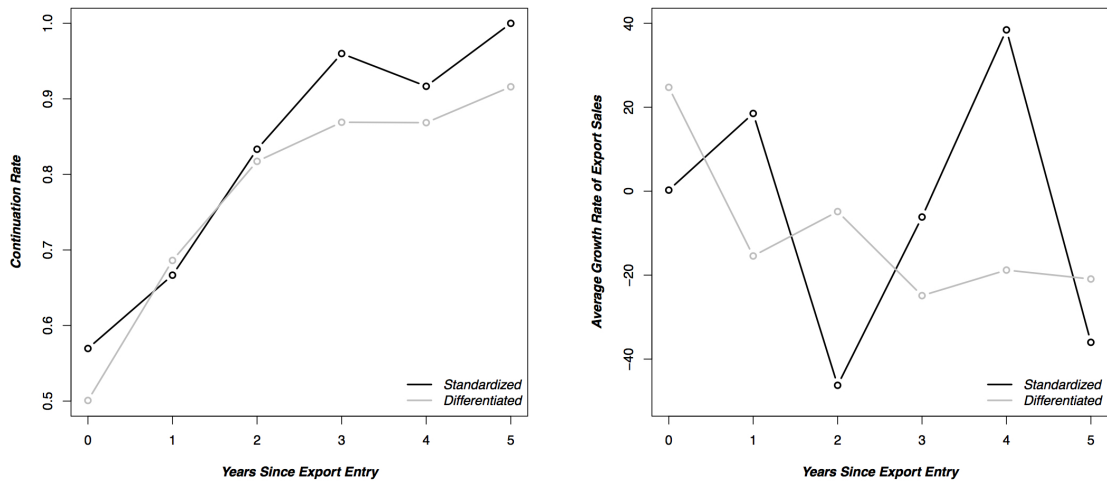 Continuation Rate
1.0
0.9
0.8
0.7
0.6
0.5
Standardized
Differentiated
0 1 2 3 4 5
Years Since Export Entry
Average Growth Rate of Export Sales
40
20
0
−20
−40
Standardized
Differentiated
0 1 2 3 4 5
Years Since Export Entry